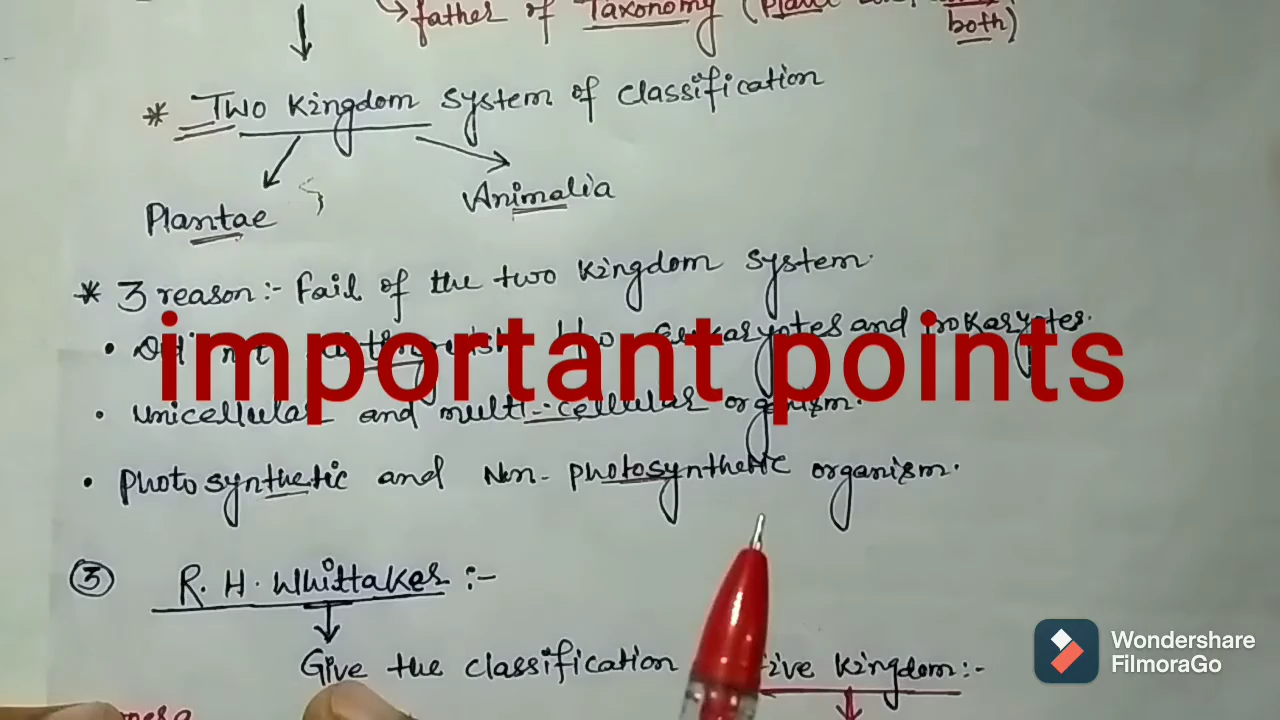 father of Taxonomy (Plant
both)
* Two Kingdom system of classification
Plantae
Animalia
* 3 reason:- Fail of the two Kingdom system.
important points
and Prokaryotes.
• Unicellular and multi-cellular organism.
• Photosynthetic and Non-photosynthetic organism.
③ R. H. Whittaker :-
Give the classification
five kingdom:-
Wondershare
FilmoraGo